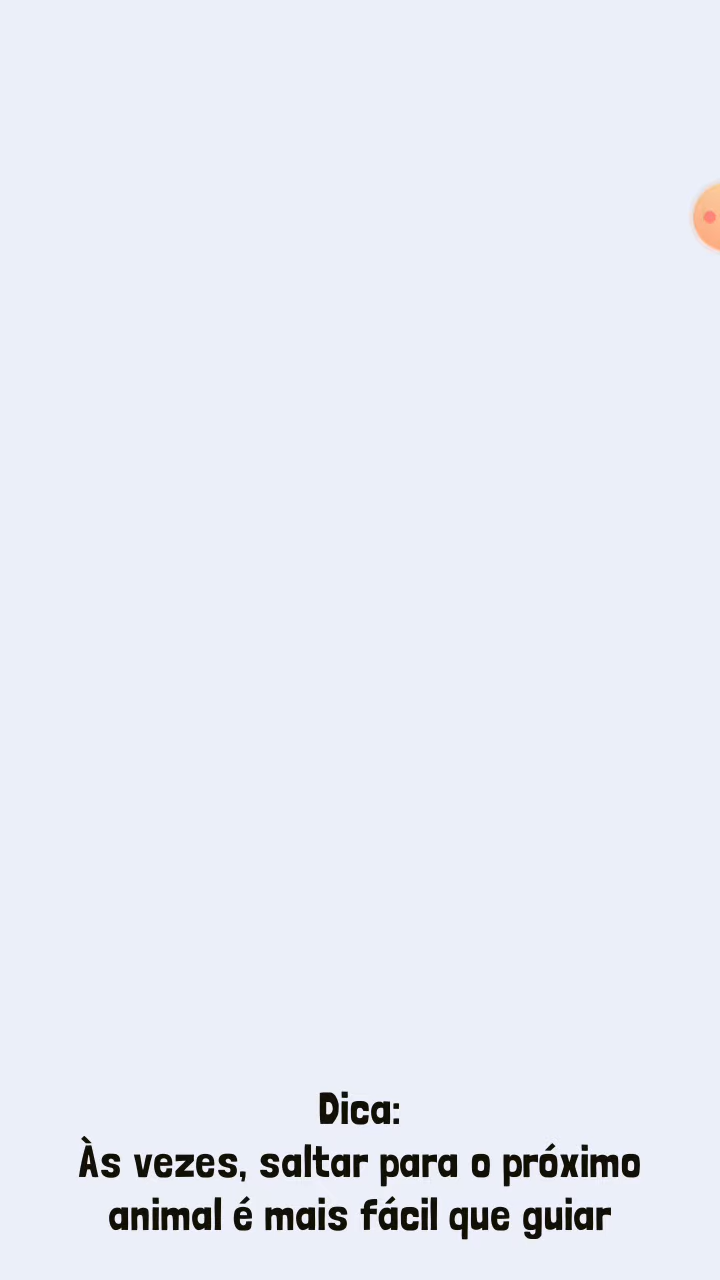 Dica:
Às vezes, saltar para o próximo
animal é mais fácil que guiar